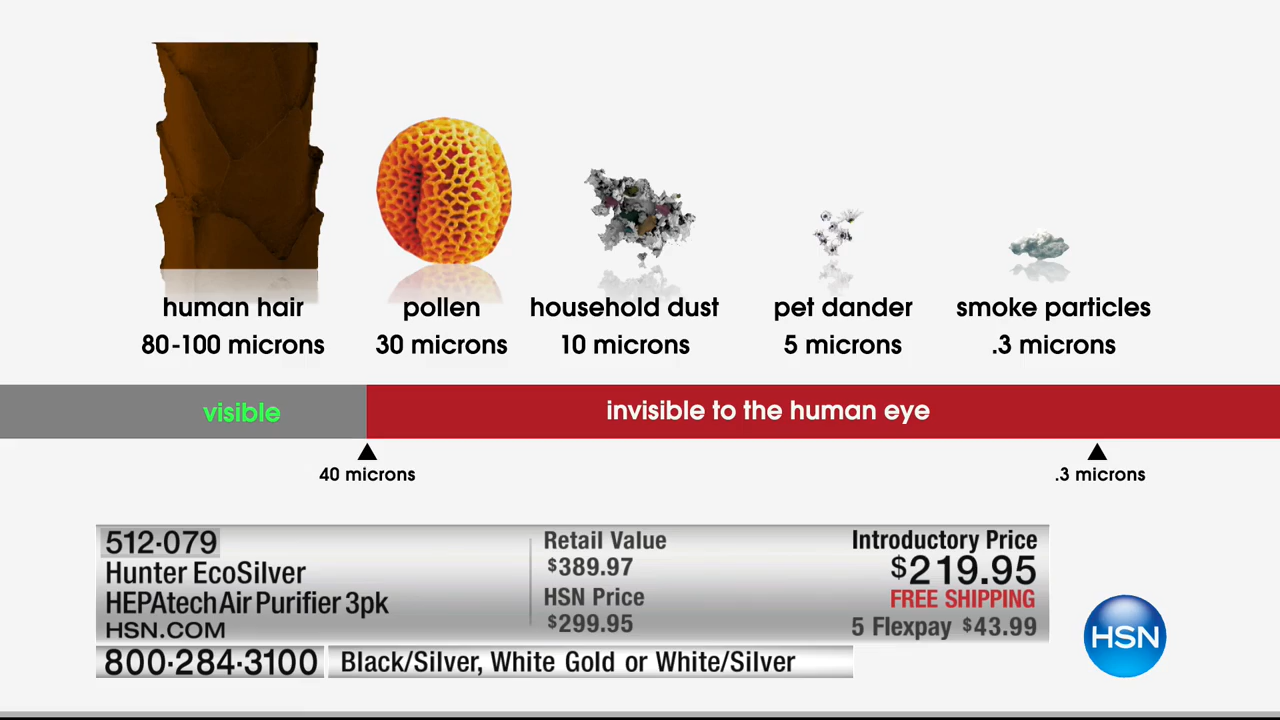 human hair
80-100 microns
pollen
30 microns
household dust
10 microns
pet dander
5 microns
smoke particles
.3 microns
visible
invisible to the human eye
40 microns
.3 microns
512·079
Hunter EcoSilver
HEPAtech Air Purifier 3pk
HSN.COM
Retail Value
$389.97
HSN Price
$299.95
Introductory Price
$219.95
FREE SHIPPING
5 Flexpay $43.99
800·284·3100
Black/Silver, White Gold or White/Silver
HSN